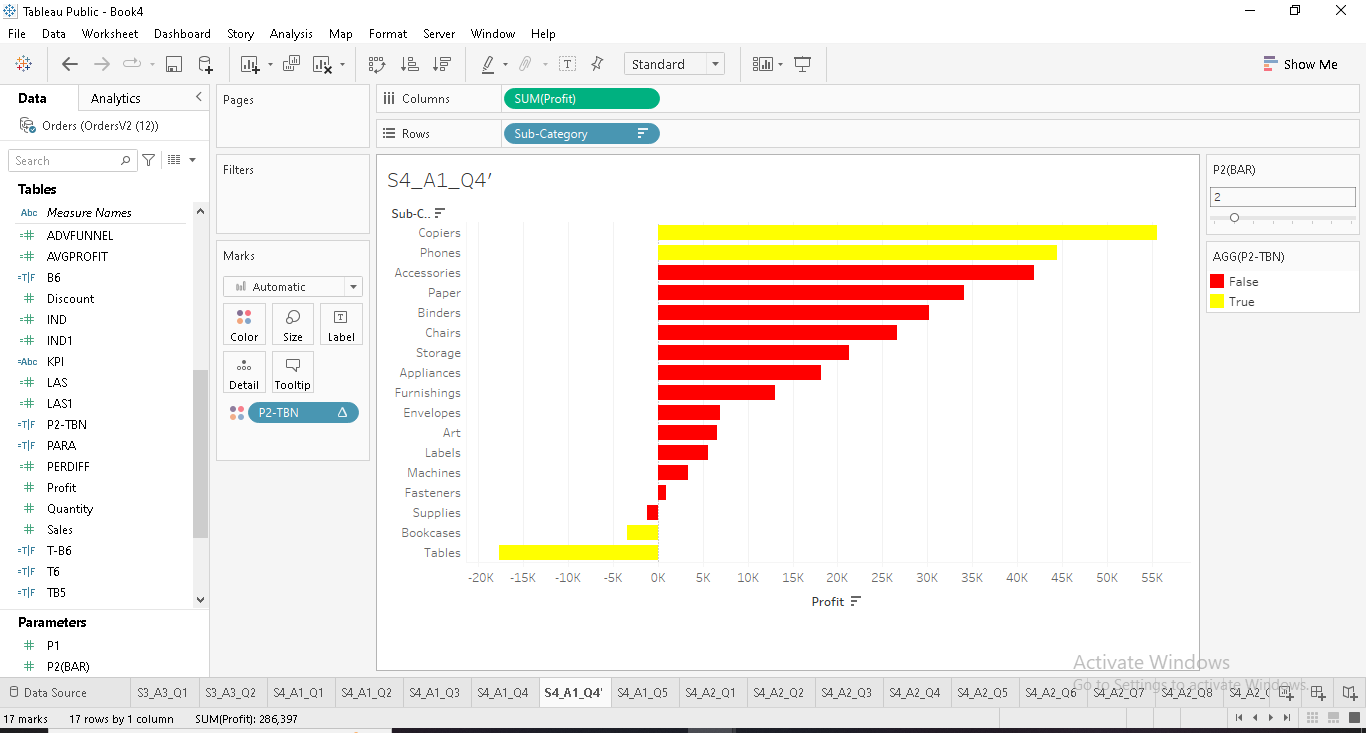 Tableau Public - Book4
File Data Worksheet Dashboard Story Analysis Map Format Server Window Help
Standard
Show Me
Data Analytics
Orders (OrdersV2 (12))
Search
Tables
Abc Measure Names
=# ADVFUNNEL
=# AVGPROFIT
=T|F B6
# Discount
=# IND
=# IND1
=Abc KPI
=# LAS
=# LAS1
=T|F P2-TBN
=T|F PARA
=# PERDIFF
# Profit
# Quantity
# Sales
=T|F T-B6
=T|F T6
=T|F TB5
Parameters
# P1
# P2(BAR)
Pages
Filters
Marks
Automatic
Color Size Label
Detail Tooltip
P2-TBN Δ
Columns SUM(Profit)
Rows Sub-Category
S4_A1_Q4'
Sub-C..
Copiers
Phones
Accessories
Paper
Binders
Chairs
Storage
Appliances
Furnishings
Envelopes
Art
Labels
Machines
Fasteners
Supplies
Bookcases
Tables
-20K -15K -10K -5K 0K 5K 10K 15K 20K 25K 30K 35K 40K 45K 50K 55K
Profit
P2(BAR)
2
AGG(P2-TBN)
False
True
Activate Windows
Go to Settings to activate Windows.
Data Source S3_A3_Q1 S3_A3_Q2 S4_A1_Q1 S4_A1_Q2 S4_A1_Q3 S4_A1_Q4 S4_A1_Q4' S4_A1_Q5 S4_A2_Q1 S4_A2_Q2 S4_A2_Q3 S4_A2_Q4 S4_A2_Q5 S4_A2_Q6 S4_A2_Q7 S4_A2_Q8 S4_A2_
17 marks 17 rows by 1 column SUM(Profit): 286,397